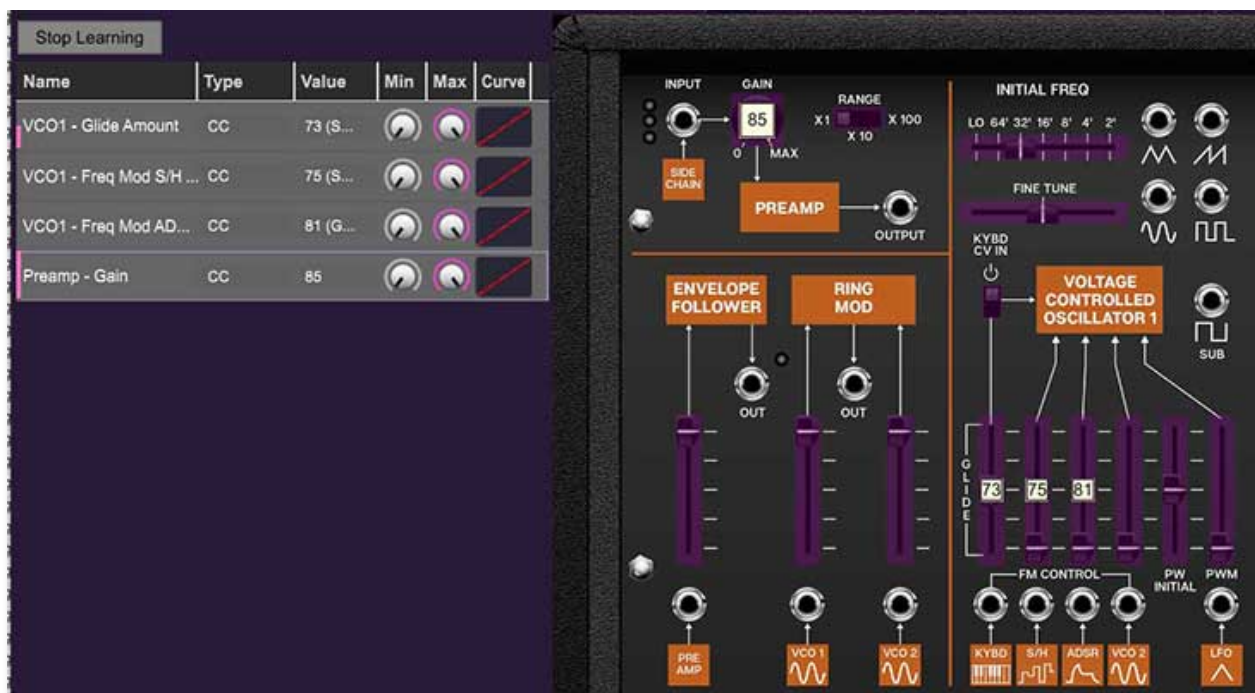 Stop Learning
Name Type Value Min Max Curve
VCO1 - Glide Amount CC 73 (S...
VCO1 - Freq Mod S/H ... CC 75 (S...
VCO1 - Freq Mod AD... CC 81 (G...
Preamp - Gain CC 85
INPUT GAIN
85
0 MAX
RANGE
X1 X 100
X 10
SIDE
CHAIN
PREAMP
OUTPUT
INITIAL FREQ
LO 64' 32' 16' 8' 4' 2'
FINE TUNE
KYBD
CV IN
VOLTAGE
CONTROLLED
OSCILLATOR 1
SUB
ENVELOPE
FOLLOWER
RING
MOD
OUT OUT
GLIDE
73 75 81
FM CONTROL
PW
INITIAL
PWM
PRE
AMP
VCO 1
VCO 2
KYBD
S/H
ADSR
VCO 2
LFO